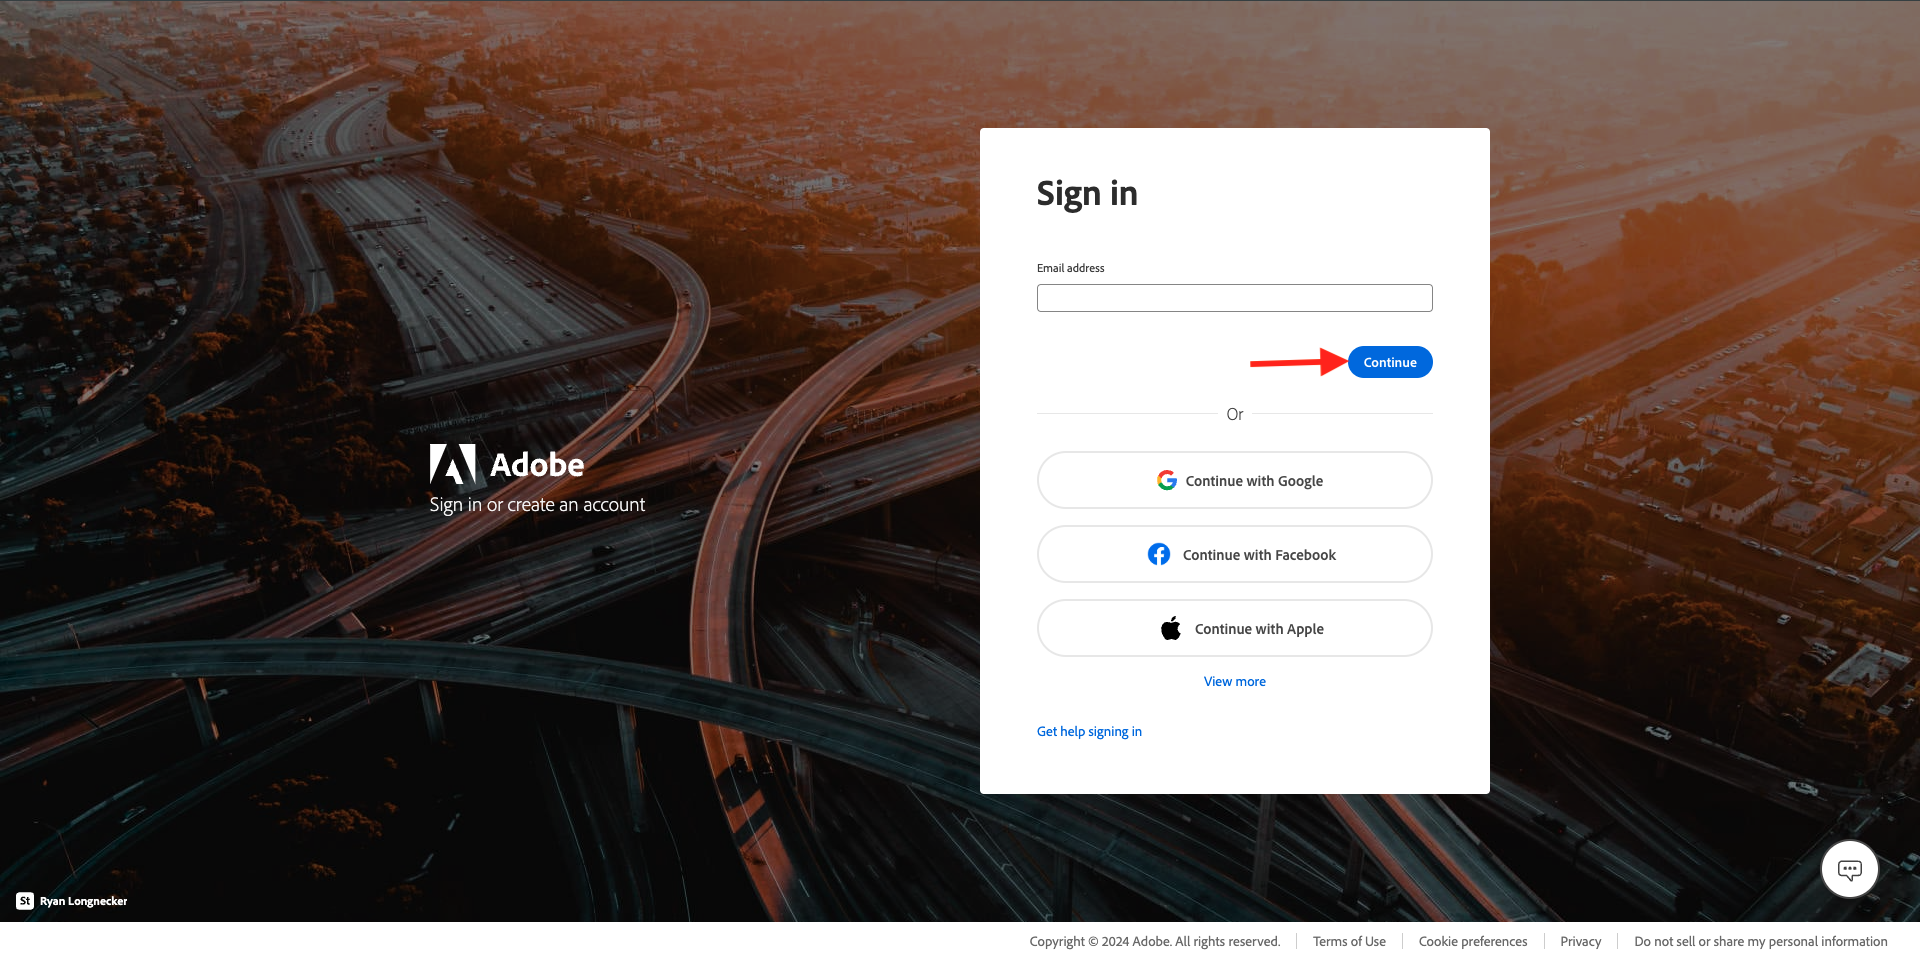 Adobe
Sign in or create an account
Sign in
Email address
Continue
Or
Continue with Google
Continue with Facebook
Continue with Apple
View more
Get help signing in
St Ryan Longnecker
Copyright © 2024 Adobe. All rights reserved. Terms of Use Cookie preferences Privacy Do not sell or share my personal information